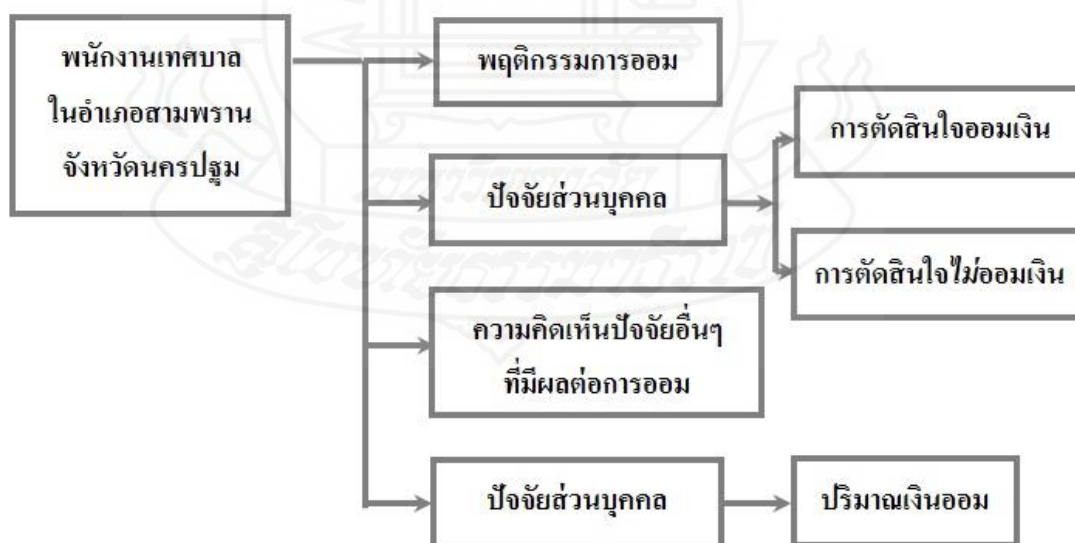 พนักงานเทศบาล
ในอำเภอสามพราน
จังหวัดนครปฐม
พฤติกรรมการออม
ปัจจัยส่วนบุคคล
การตัดสินใจออมเงิน
การตัดสินใจไม่ออมเงิน
ความคิดเห็นปัจจัยอื่นๆ
ที่มีผลต่อการออม
ปัจจัยส่วนบุคคล
ปริมาณเงินออม